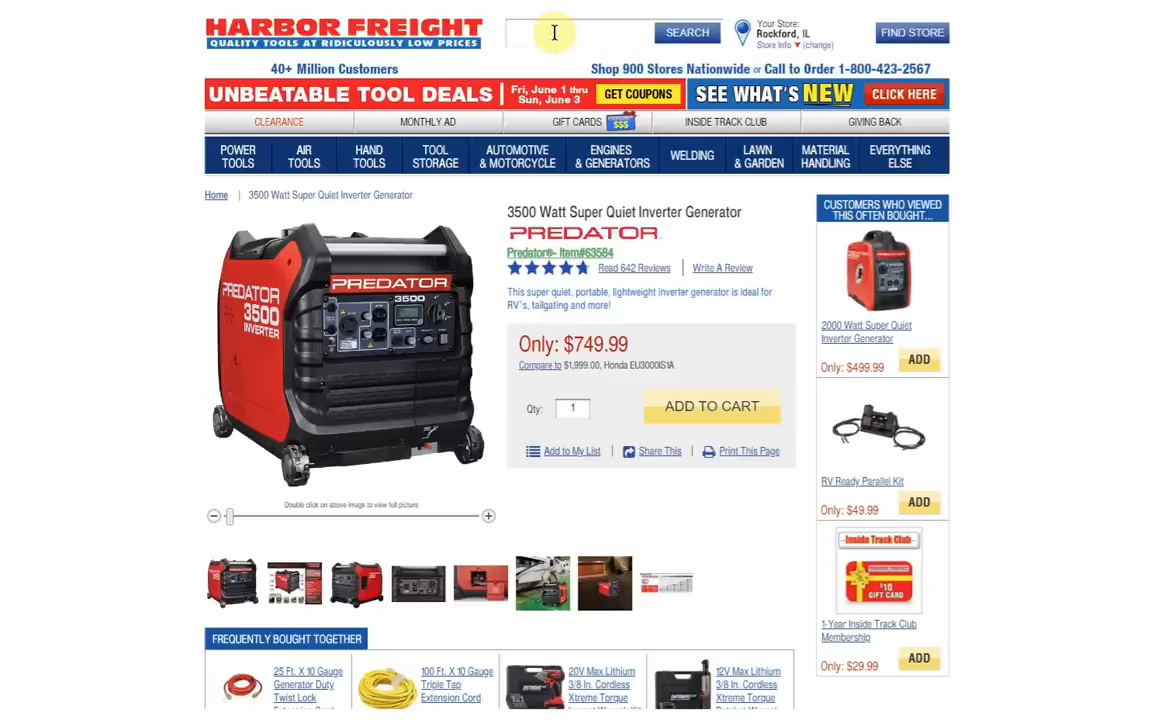 HARBOR FREIGHT
QUALITY TOOLS AT RIDICULOUSLY LOW PRICES
SEARCH
Your Store:
Rockford, IL
Store Info ▼ (change)
FIND STORE
40+ Million Customers
Shop 900 Stores Nationwide or Call to Order 1-800-423-2567
UNBEATABLE TOOL DEALS
Fri, June 1 thru
Sun, June 3
GET COUPONS
SEE WHAT'S NEW
CLICK HERE
CLEARANCE
MONTHLY AD
GIFT CARDS
$$$
INSIDE TRACK CLUB
GIVING BACK
POWER
TOOLS
AIR
TOOLS
HAND
TOOLS
TOOL
STORAGE
AUTOMOTIVE
& MOTORCYCLE
ENGINES
& GENERATORS
WELDING
LAWN
& GARDEN
MATERIAL
HANDLING
EVERYTHING
ELSE
Home | 3500 Watt Super Quiet Inverter Generator
PREDATOR
3500
INVERTER
PREDATOR
3500
Double click on above image to view full picture
3500 Watt Super Quiet Inverter Generator
PREDATOR
Predator®- Item#63584
Read 642 Reviews
Write A Review
This super quiet, portable, lightweight inverter generator is ideal for
RV's, tailgating and more!
Only: $749.99
Compare to $1,999.00, Honda EU3000IS1A
Qty: 1
ADD TO CART
Add to My List
Share This
Print This Page
CUSTOMERS WHO VIEWED
THIS OFTEN BOUGHT...
2000 Watt Super Quiet
Inverter Generator
Only: $499.99
ADD
RV Ready Parallel Kit
Only: $49.99
ADD
Inside Track Club
$10
GIFT CARD
1-Year Inside Track Club
Membership
Only: $29.99
ADD
FREQUENTLY BOUGHT TOGETHER
25 Ft. X 10 Gauge
Generator Duty
Twist Lock
100 Ft. X 10 Gauge
Triple Tap
Extension Cord
20V Max Lithium
3/8 In. Cordless
Xtreme Torque
12V Max Lithium
3/8 In. Cordless
Xtreme Torque